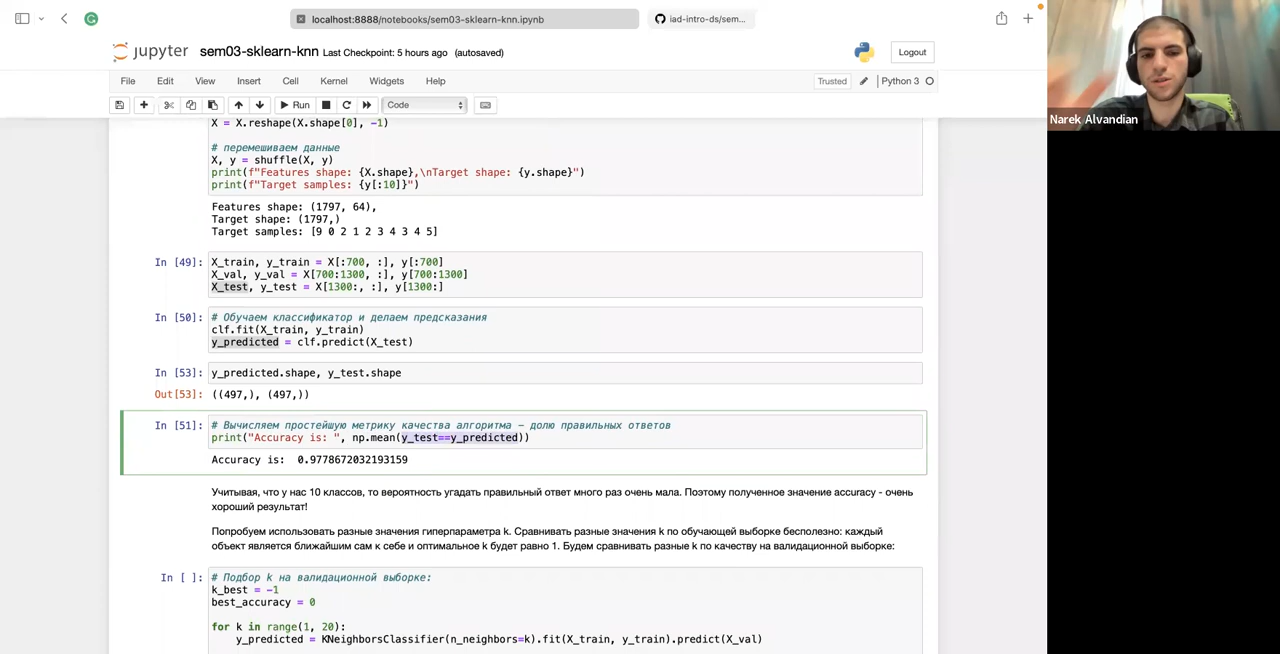 localhost:8888/notebooks/sem03-sklearn-knn.ipynb
iad-intro-ds/sem...
jupyter sem03-sklearn-knn Last Checkpoint: 5 hours ago (autosaved)
Logout
File Edit View Insert Cell Kernel Widgets Help
Trusted Python 3
Run Code
Narek Alvandian
X = X.reshape(X.shape[0], -1)
# перемешиваем данные
X, y = shuffle(X, y)
print(f"Features shape: {X.shape},\nTarget shape: {y.shape}")
print(f"Target samples: {y[:10]}")
Features shape: (1797, 64),
Target shape: (1797,)
Target samples: [9 0 2 1 2 3 4 3 4 5]
In [49]: X_train, y_train = X[:700, :], y[:700]
X_val, y_val = X[700:1300, :], y[700:1300]
X_test, y_test = X[1300:, :], y[1300:]
In [50]: # Обучаем классификатор и делаем предсказания
clf.fit(X_train, y_train)
y_predicted = clf.predict(X_test)
In [53]: y_predicted.shape, y_test.shape
Out[53]: ((497,), (497,))
In [51]: # Вычисляем простейшую метрику качества алгоритма - долю правильных ответов
print("Accuracy is: ", np.mean(y_test==y_predicted))
Accuracy is:  0.9778672032193159
Учитывая, что у нас 10 классов, то вероятность угадать правильный ответ много раз очень мала. Поэтому полученное значение accuracy - очень
хороший результат!
Попробуем использовать разные значения гиперпараметра k. Сравнивать разные значения k по обучающей выборке бесполезно: каждый
объект является ближайшим сам к себе и оптимальное k будет равно 1. Будем сравнивать разные k по качеству на валидационной выборке:
In [ ]: # Подбор k на валидационной выборке:
k_best = -1
best_accuracy = 0
for k in range(1, 20):
y_predicted = KNeighborsClassifier(n_neighbors=k).fit(X_train, y_train).predict(X_val)